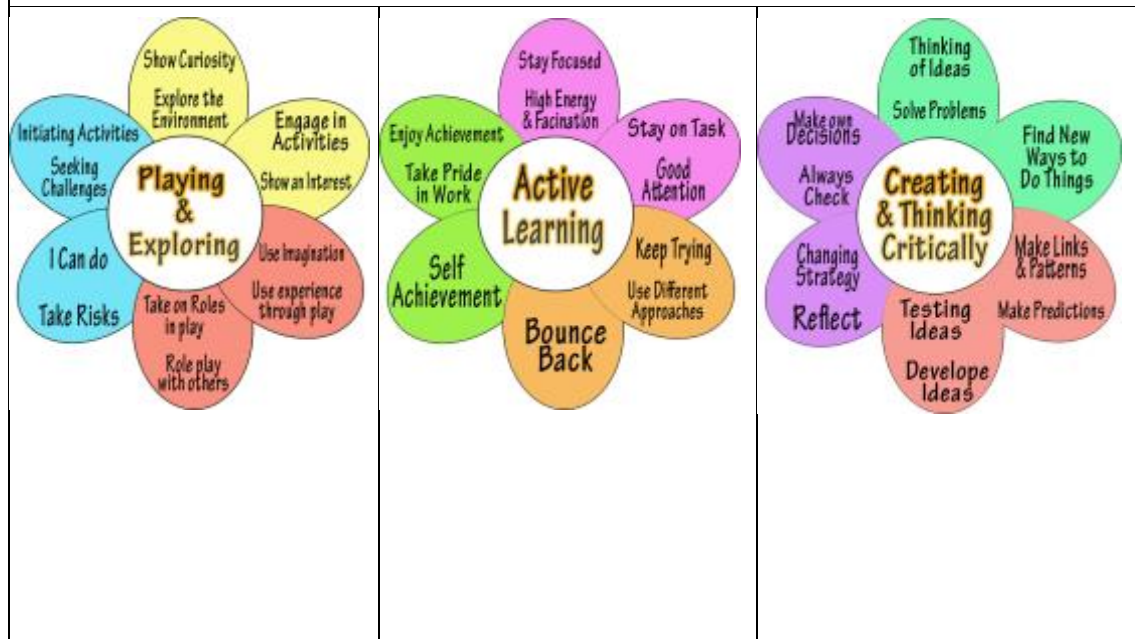 Show Curiosity
Explore the
Environment
Engage in
Activities
Show an Interest
Use Imagination
Use experience
through play
Take on Roles
in play
Role play
with others
I Can do
Take Risks
Initiating Activities
Seeking
Challenges
Playing
&
Exploring
Stay Focused
High Energy
& Facination
Stay on Task
Good
Attention
Keep Trying
Use Different
Approaches
Bounce
Back
Self
Achievement
Enjoy Achievement
Take Pride
in Work
Active
Learning
Thinking
of Ideas
Solve Problems
Find New
Ways to
Do Things
Make Links
& Patterns
Make Predictions
Testing
Ideas
Develope
Ideas
Changing
Strategy
Reflect
Make own
Decisions
Always
Check
Creating
& Thinking
Critically